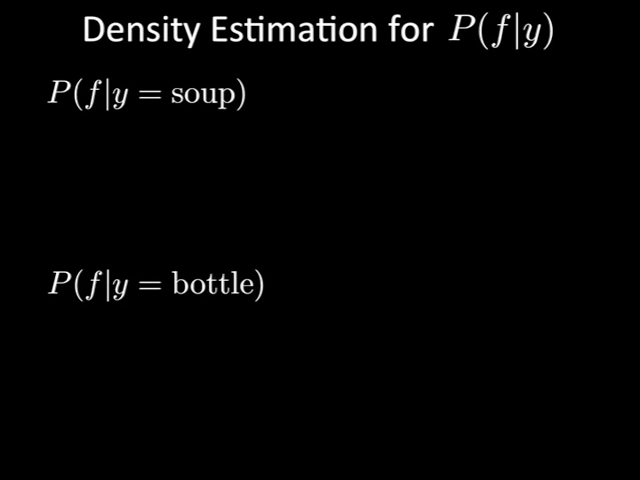 Density Estimation for P(f|y)
P(f|y = soup)
P(f|y = bottle)